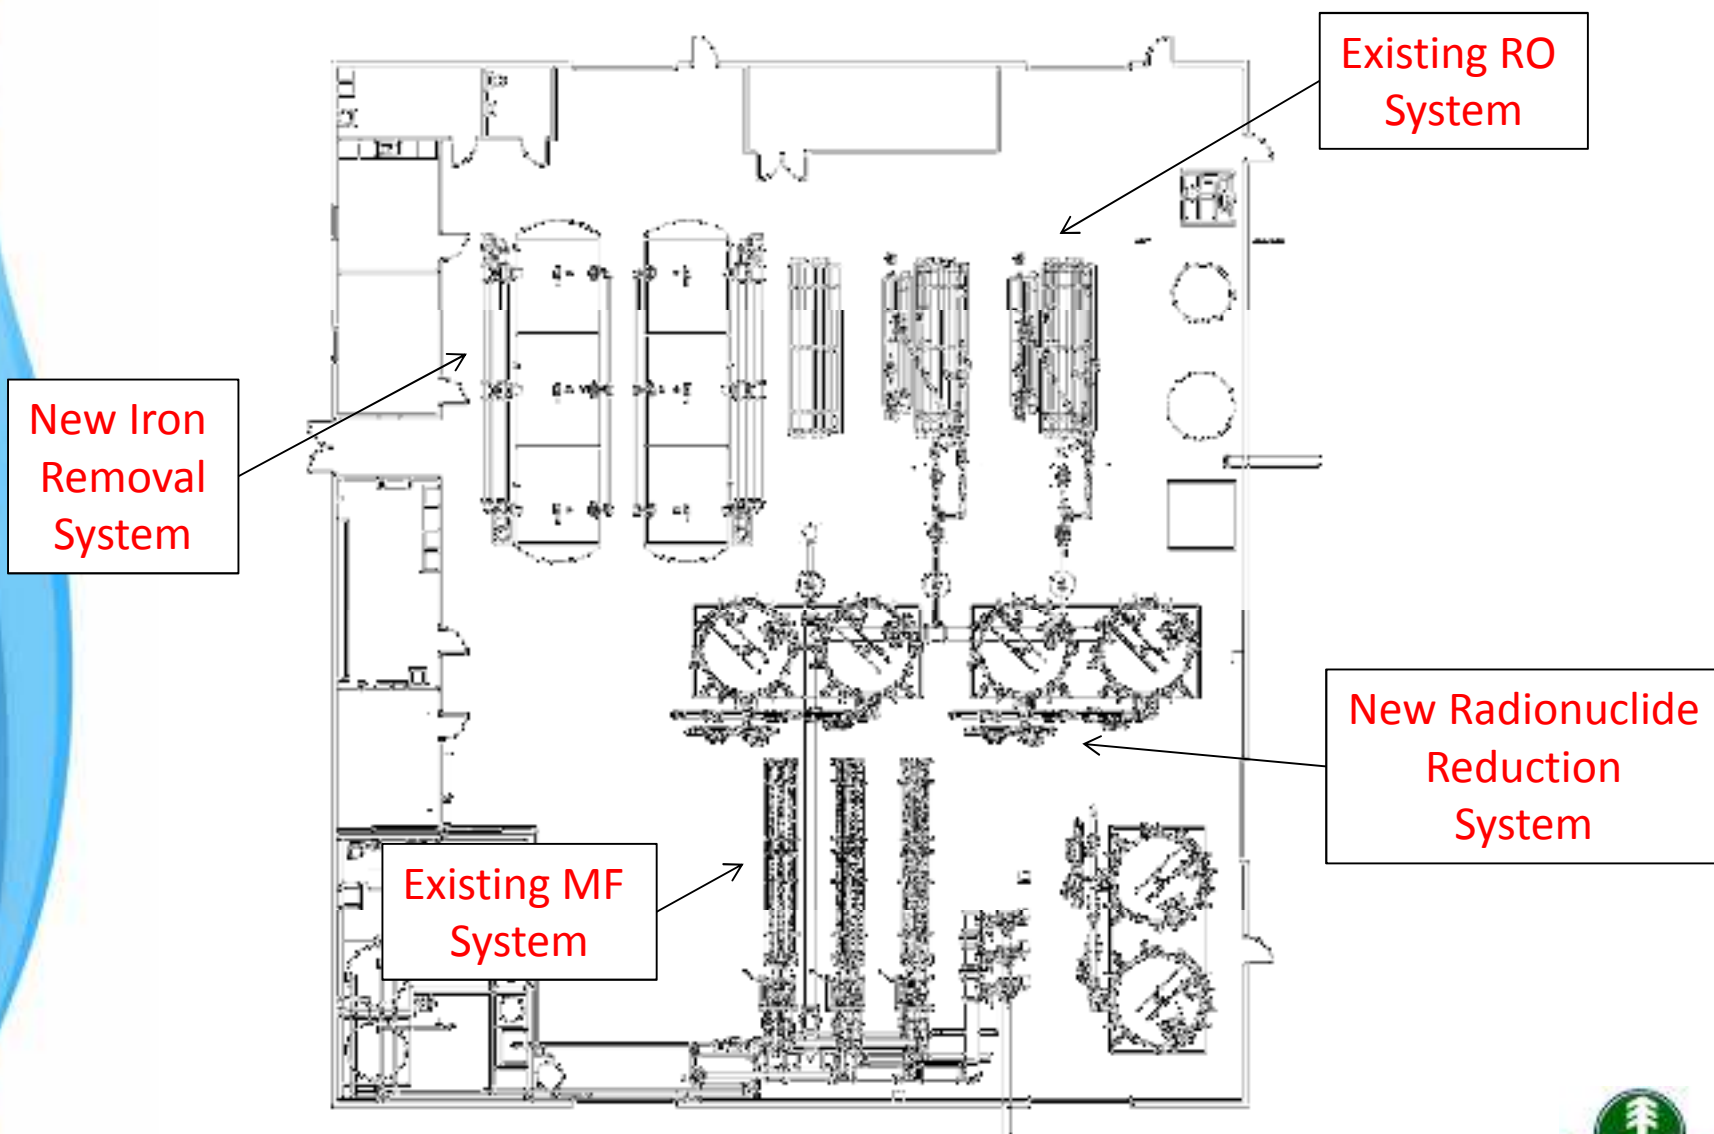 Existing RO
System
New Iron
Removal
System
New Radionuclide
Reduction
System
Existing MF
System